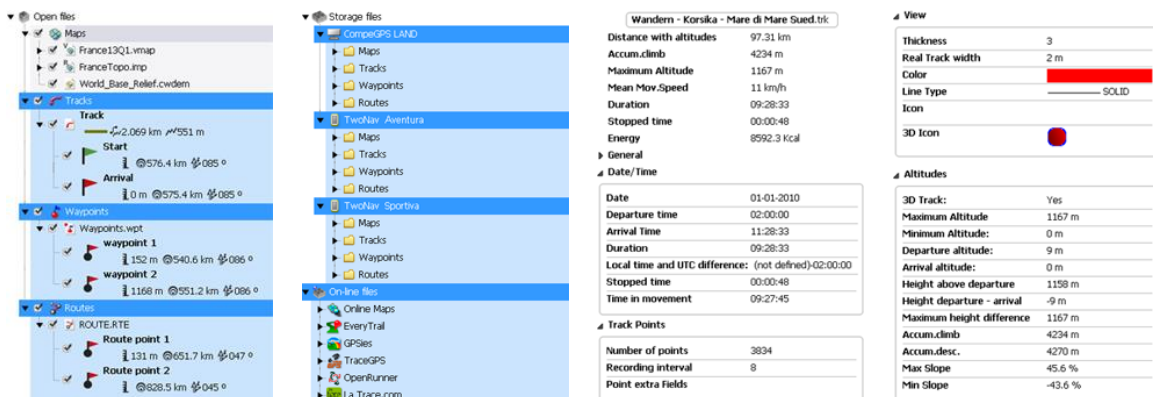 Open files
Maps
France13Q1.vmap
FranceTopo.imp
World_Base_Relief.cwdem
Tracks
Track
2.069 km 551 m
Start
576.4 km 085 º
Arrival
0 m 575.4 km 085 º
Waypoints
Waypoints.wpt
waypoint 1
152 m 540.6 km 086 º
waypoint 2
1168 m 551.2 km 086 º
Routes
ROUTE.RTE
Route point 1
131 m 651.7 km 047 º
Route point 2
828.5 km 045 º
Storage files
CompeGPS LAND
Maps
Tracks
Waypoints
Routes
TwoNav Aventura
Maps
Tracks
Waypoints
Routes
TwoNav Sportiva
Maps
Tracks
Waypoints
Routes
On-line files
Online Maps
EveryTrail
GPSies
TraceGPS
OpenRunner
La Trace.com
Wandern - Korsika - Mare di Mare Sued.trk
Distance with altitudes 97.31 km
Accum.climb 4234 m
Maximum Altitude 1167 m
Mean Mov.Speed 11 km/h
Duration 09:28:33
Stopped time 00:00:48
Energy 8592.3 Kcal
General
Date/Time
Date 01-01-2010
Departure time 02:00:00
Arrival Time 11:28:33
Duration 09:28:33
Local time and UTC difference: (not defined)-02:00:00
Stopped time 00:00:48
Time in movement 09:27:45
Track Points
Number of points 3834
Recording interval 8
Point extra Fields
View
Thickness 3
Real Track width 2 m
Color
Line Type SOLID
Icon
3D Icon
Altitudes
3D Track: Yes
Maximum Altitude 1167 m
Minimum Altitude: 0 m
Departure altitude: 9 m
Arrival altitude: 0 m
Height above departure 1158 m
Height departure - arrival -9 m
Maximum height difference 1167 m
Accum.climb 4234 m
Accum.desc. 4270 m
Max Slope 45.6 %
Min Slope -43.6 %